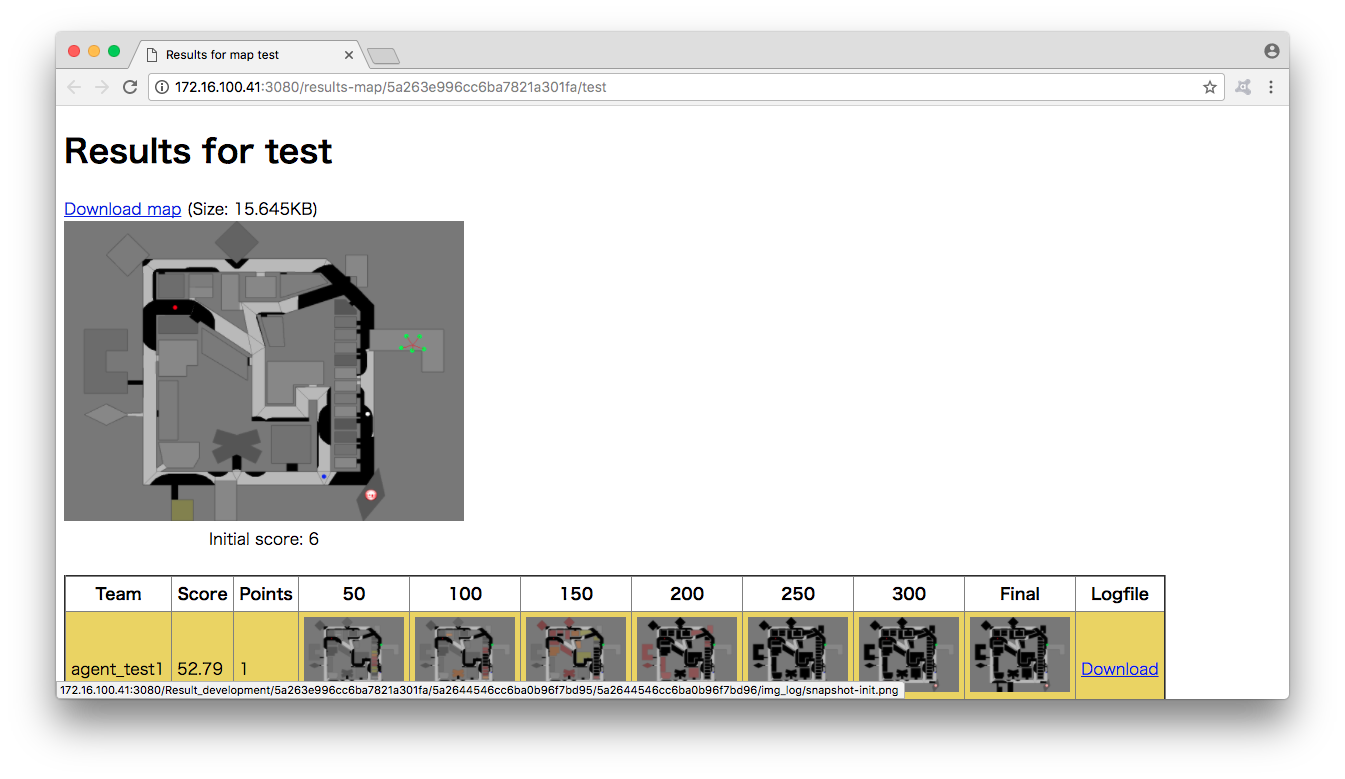 Results for map test
172.16.100.41:3080/results-map/5a263e996cc6ba7821a301fa/test
Results for test
Download map (Size: 15.645KB)
Initial score: 6
Team Score Points 50 100 150 200 250 300 Final Logfile
agent_test1 52.79 1 Download
172.16.100.41:3080/Result_development/5a263e996cc6ba7821a301fa/5a2644546cc6ba0b96f7bd95/5a2644546cc6ba0b96f7bd96/img_log/snapshot-init.png